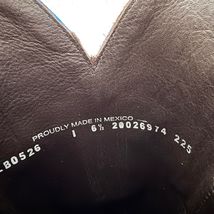 PROUDLY MADE IN MEXICO
LB0526 I 6½ 20026974 225